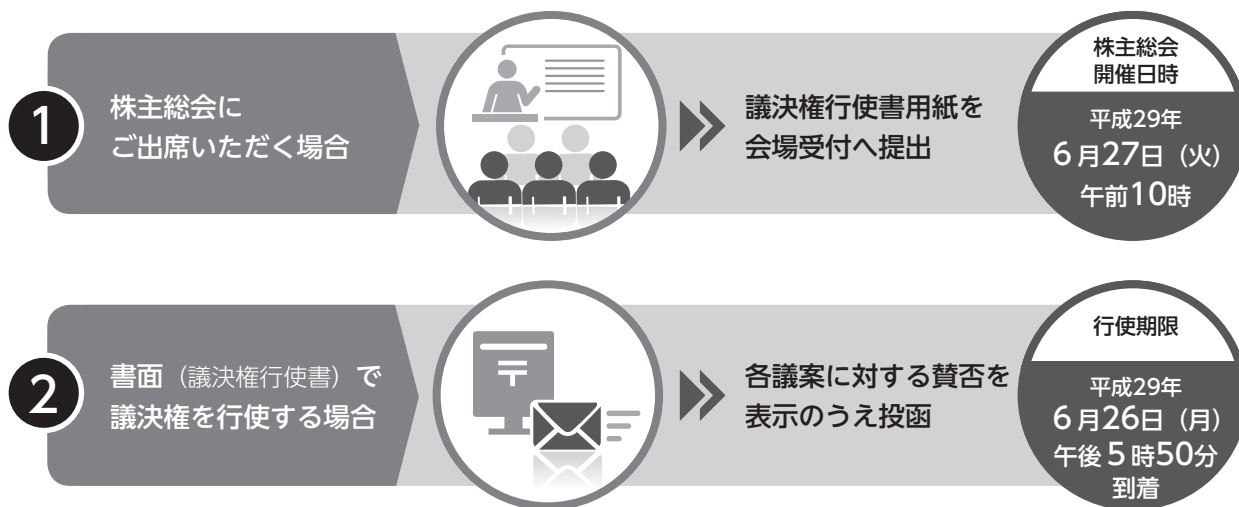 1
株主総会に
ご出席いただく場合
議決権行使書用紙を
会場受付へ提出
株主総会
開催日時
平成29年
6月27日（火）
午前10時
2
書面（議決権行使書）で
議決権を行使する場合
〒
各議案に対する賛否を
表示のうえ投函
行使期限
平成29年
6月26日（月）
午後5時50分
到着